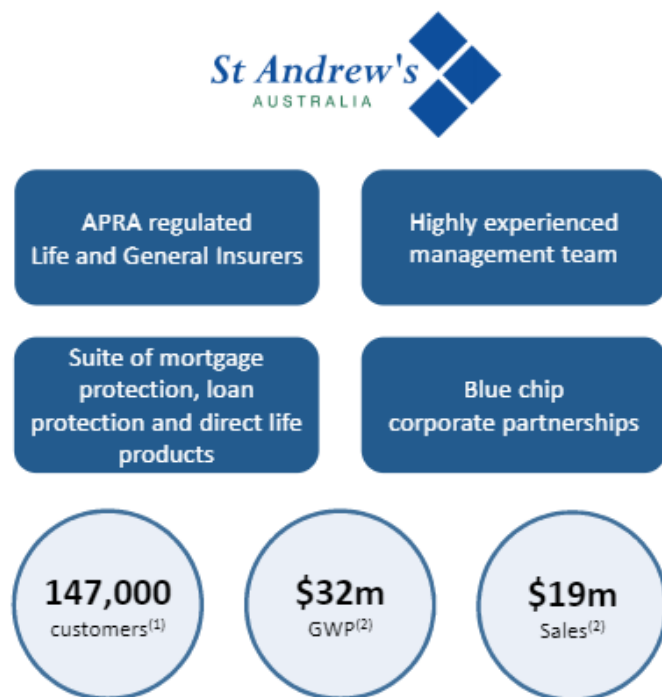 St Andrew's
AUSTRALIA
APRA regulated
Life and General Insurers
Highly experienced
management team
Suite of mortgage
protection, loan
protection and direct life
products
Blue chip
corporate partnerships
147,000
customers(1)
$32m
GWP(2)
$19m
Sales(2)